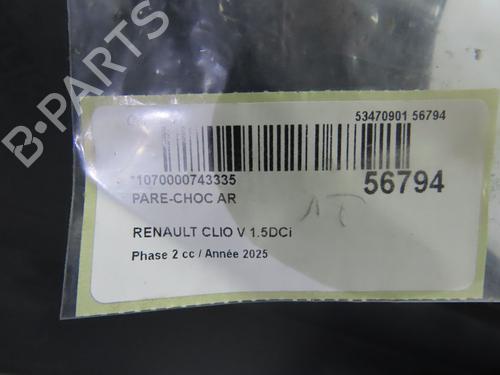 B-PARTS
53470901 56794
*1070000743335
56794
PARE-CHOC AR
RENAULT CLIO V 1.5DCi
Phase 2 cc / Année 2025